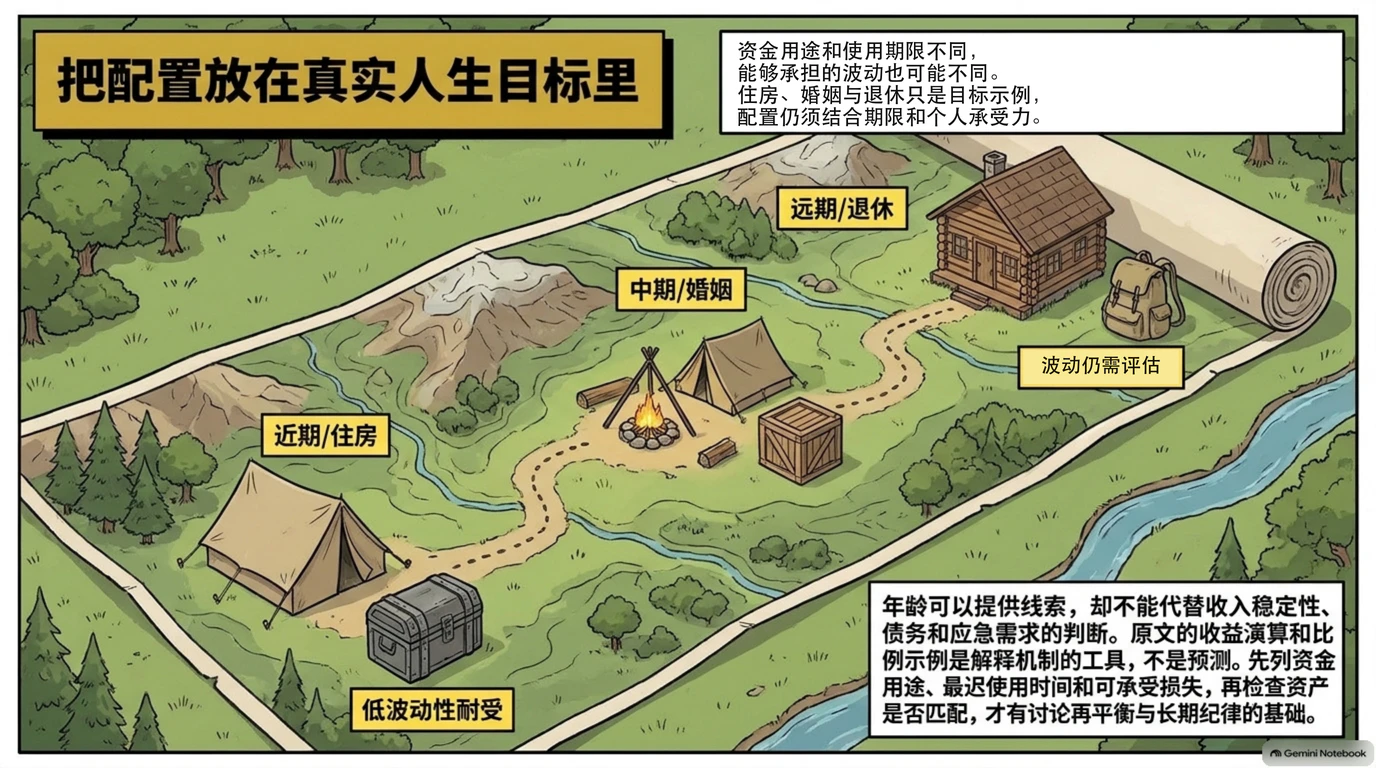 把配置放在真实人生目标里
资金用途和使用期限不同，
能够承担的波动也可能不同。
住房、婚姻与退休只是目标示例，
配置仍须结合期限和个人承受力。
远期/退休
中期/婚姻
波动仍需评估
近期/住房
低波动性耐受
年龄可以提供线索，却不能代替收入稳定性、
债务和应急需求的判断。原文的收益演算和比
例示例是解释机制的工具，不是预测。先列资金
用途、最迟使用时间和可承受损失，再检查资产
是否匹配，才有讨论再平衡与长期纪律的基础。
Gemini Notebook